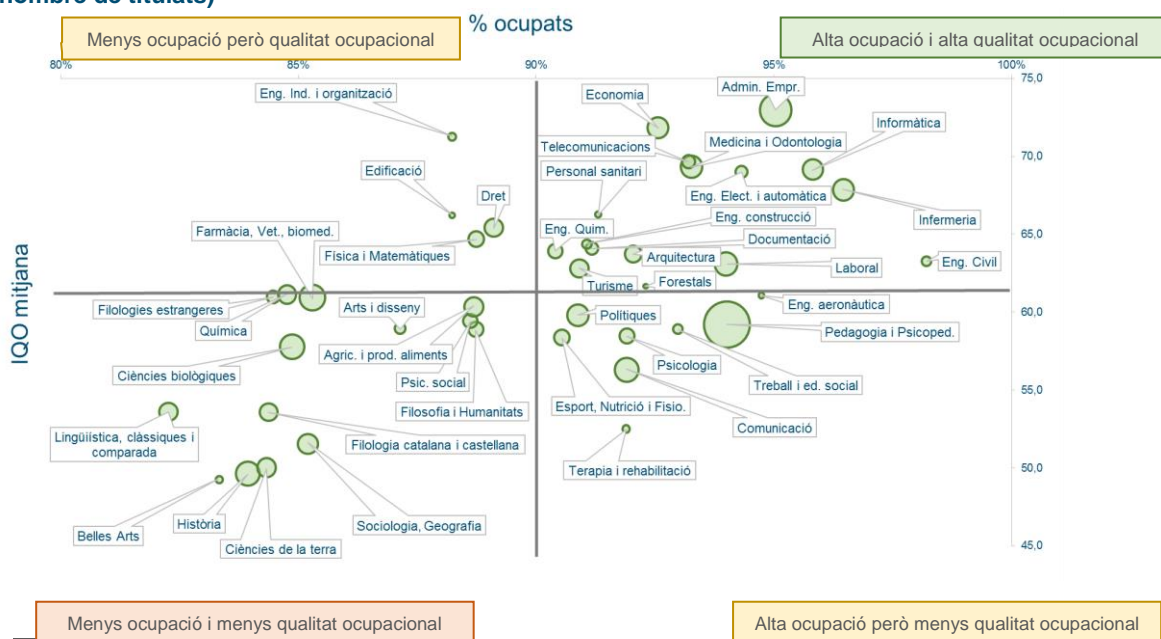 nombre de titulats)
% ocupats
Menys ocupació però qualitat ocupacional
Alta ocupació i alta qualitat ocupacional
80%
85%
90%
95%
100%
75,0
Eng. Ind. i organització
Economia
Admin. Empr.
Informàtica
Telecomunicacions
Medicina i Odontologia
70,0
Edificació
Personal sanitari
Eng. Elect. i automàtica
Dret
Infermeria
Farmàcia, Vet., biomed.
Eng. Quim.
Eng. construcció
Documentació
65,0
Física i Matemàtiques
Arquitectura
Laboral
Eng. Civil
IQO mitjana
Turisme
Forestals
Filologies estrangeres
Arts i disseny
Eng. aeronàutica
60,0
Química
Polítiques
Pedagogia i Psicoped.
Agric. i prod. aliments
Ciències biològiques
Psic. social
Psicologia
Treball i ed. social
55,0
Filosofia i Humanitats
Esport, Nutrició i Fisio.
Comunicació
Lingüiística, clàssiques i
comparada
Filologia catalana i castellana
Terapia i rehabilitació
50,0
Belles Arts
Història
Sociologia, Geografia
Ciències de la terra
45,0
Menys ocupació i menys qualitat ocupacional
Alta ocupació però menys qualitat ocupacional